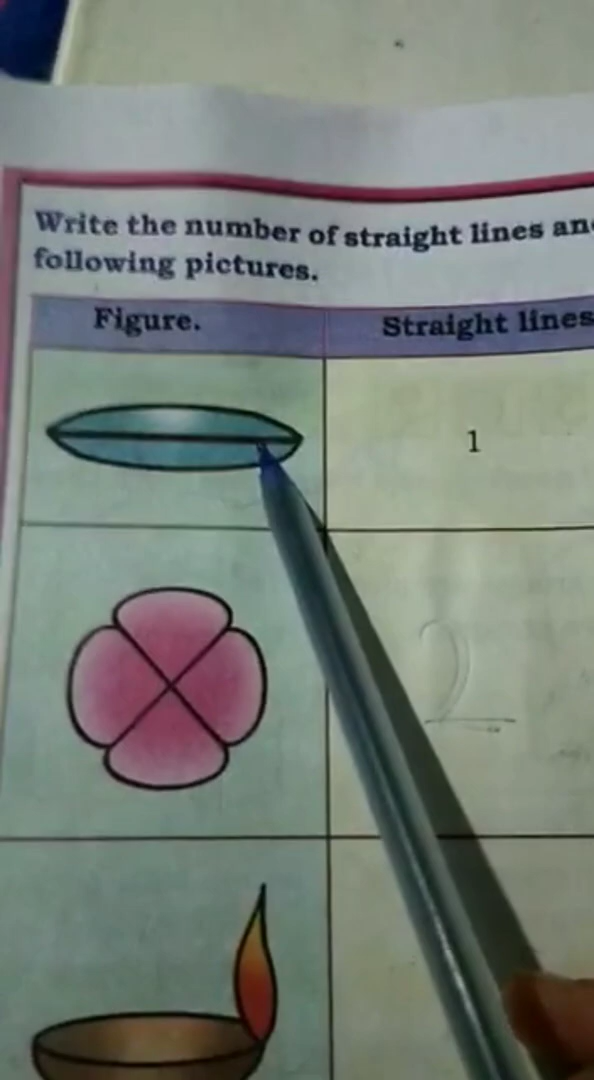 Write the number of straight lines an
following pictures.
Figure.
Straight lines
1
2